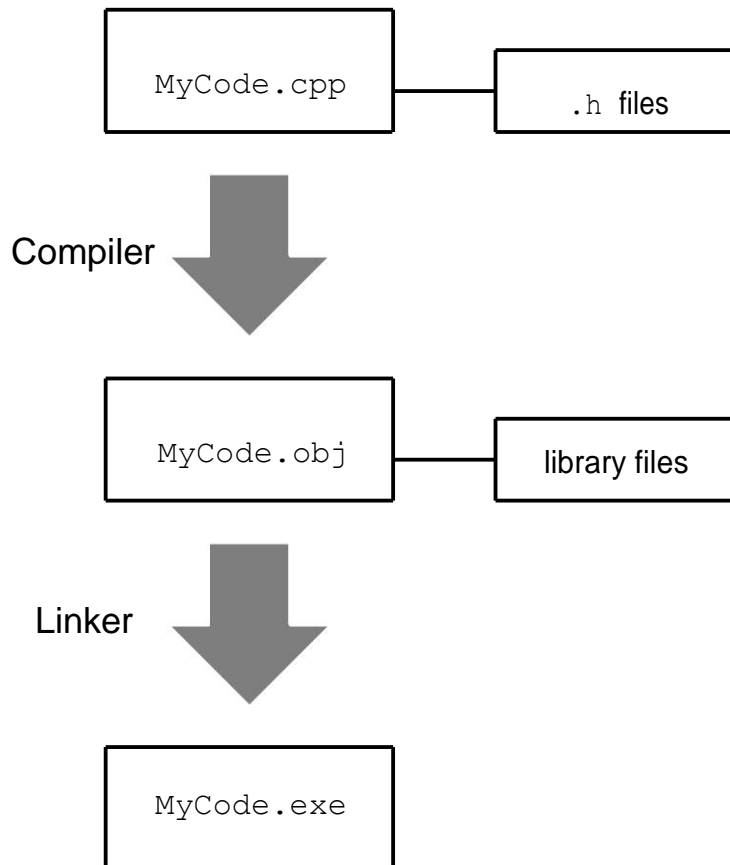 MyCode.cpp
.h files
Compiler
MyCode.obj
library files
Linker
MyCode.exe